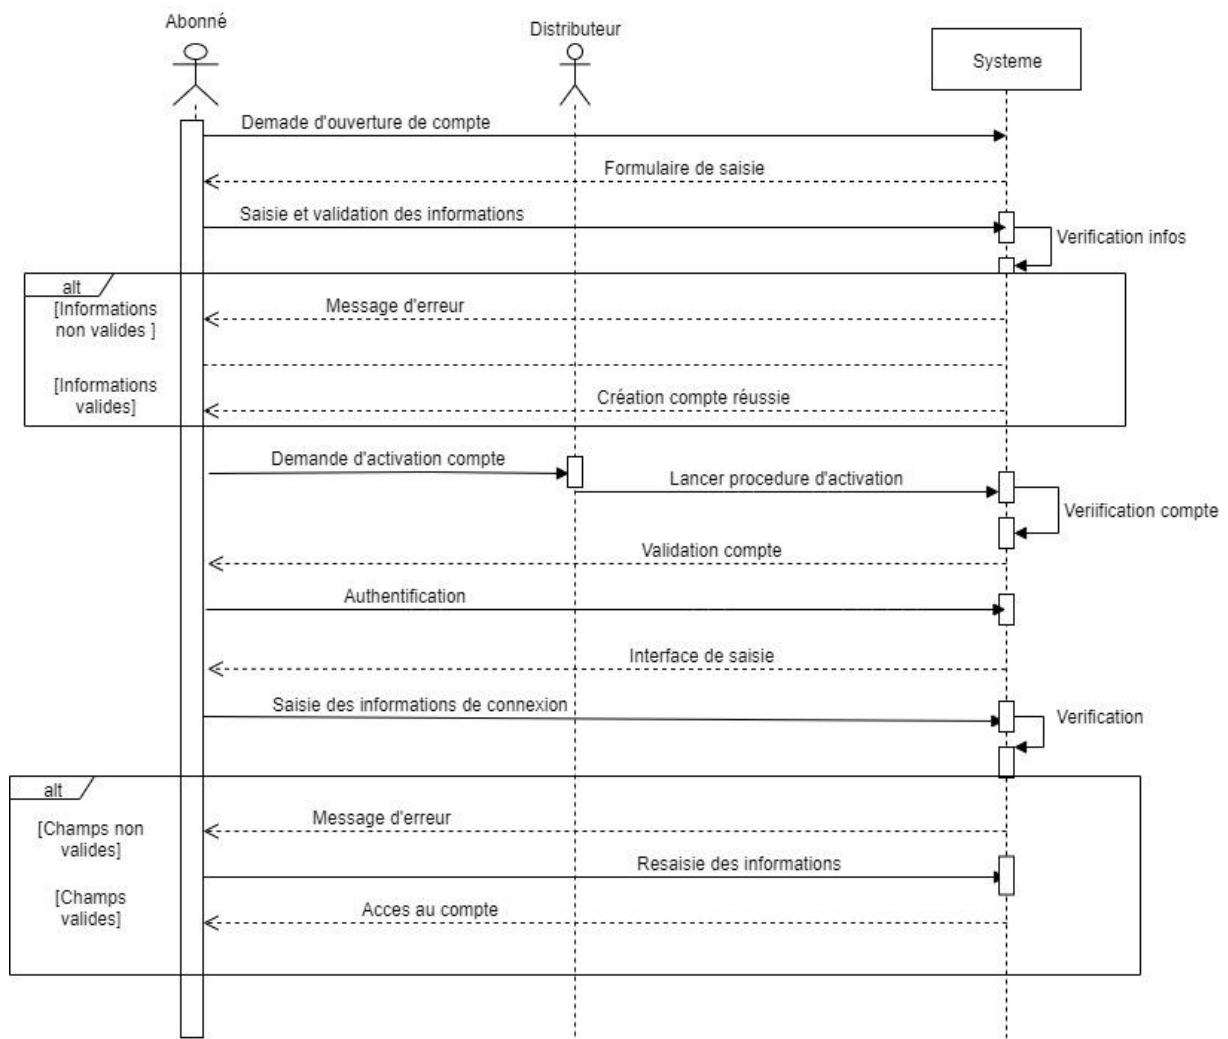 Abonné
Distributeur
Systeme
Demade d'ouverture de compte
Formulaire de saisie
Saisie et validation des informations
Verification infos
alt
[Informations
non valides ]
Message d'erreur
[Informations
valides]
Création compte réussie
Demande d'activation compte
Lancer procedure d'activation
Veriification compte
Validation compte
Authentification
Interface de saisie
Saisie des informations de connexion
Verification
alt
[Champs non
valides]
Message d'erreur
Resaisie des informations
[Champs
valides]
Acces au compte